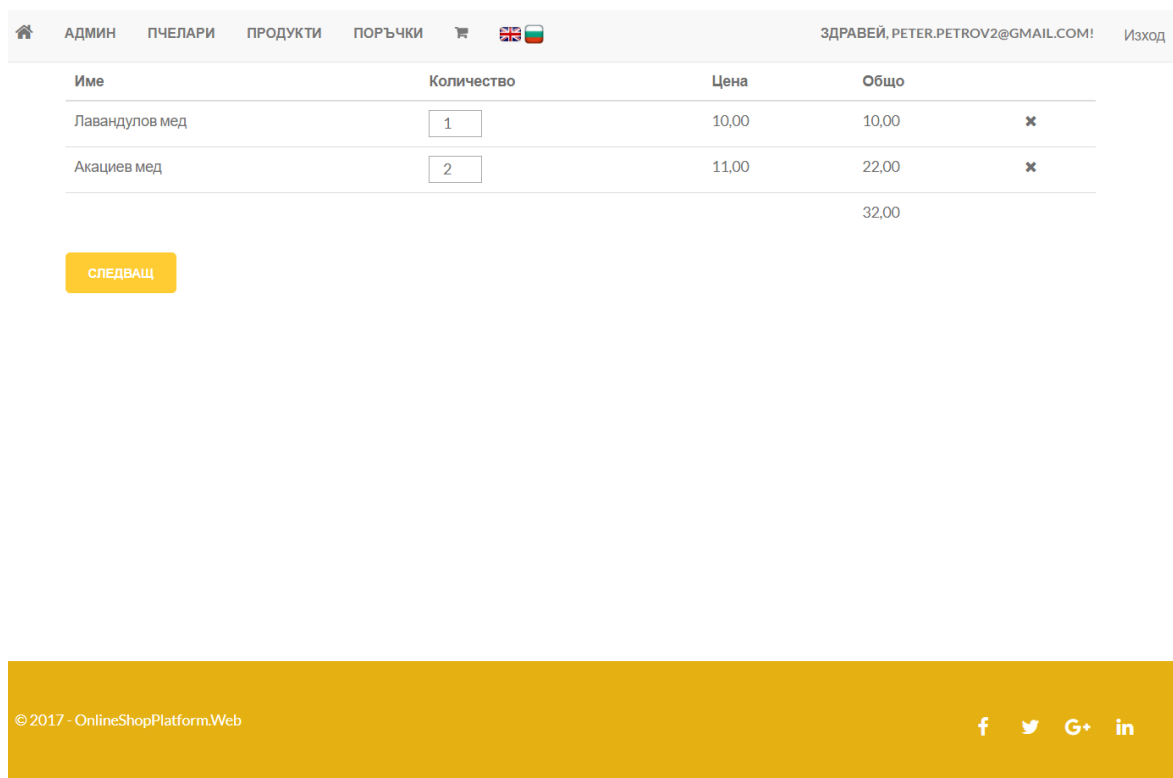 АДМИН ПЧЕЛАРИ ПРОДУКТИ ПОРЪЧКИ ЗДРАВЕЙ, PETER.PETROV2@GMAIL.COM! Изход
Име Количество Цена Общо
Лавандулов мед 1 10,00 10,00
Акациев мед 2 11,00 22,00
32,00
СЛЕДВАЩ
© 2017 - OnlineShopPlatform.Web